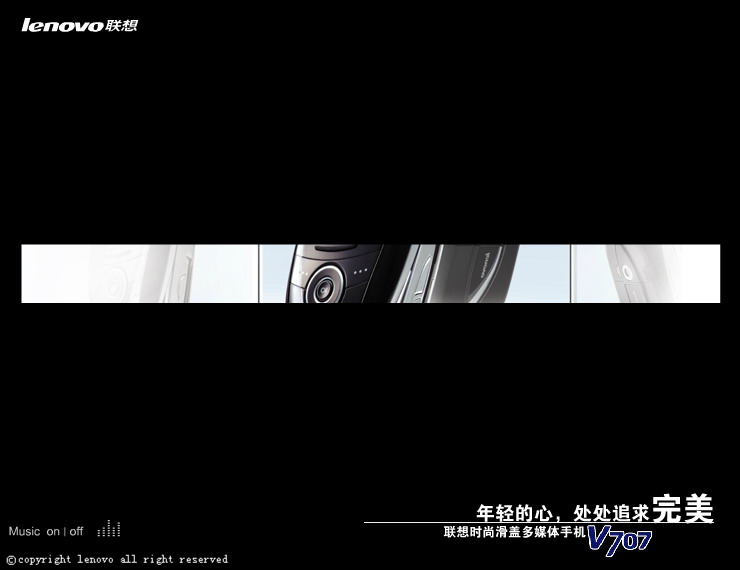 lenovo联想
lenovo
年轻的心，处处追求完美
联想时尚滑盖多媒体手机V707
Music on | off
©copyright lenovo all right reserved